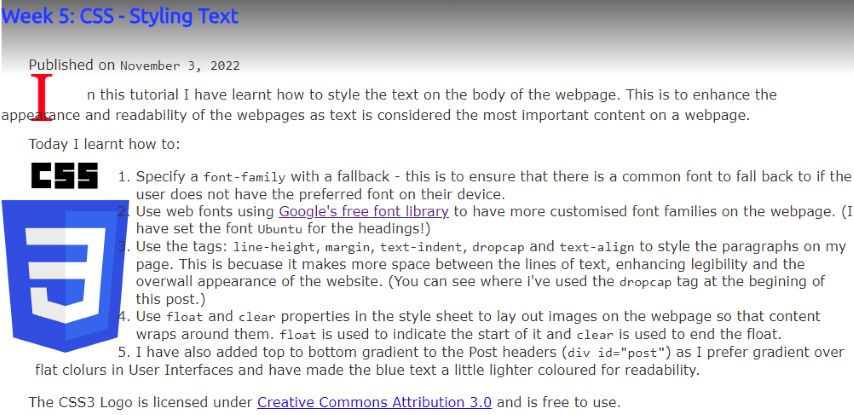 Week 5: CSS - Styling Text
Published on November 3, 2022
In this tutorial I have learnt how to style the text on the body of the webpage. This is to enhance the
appearance and readability of the webpages as text is considered the most important content on a webpage.
Today I learnt how to:
CSS
1. Specify a font-family with a fallback - this is to ensure that there is a common font to fall back to if the
user does not have the preferred font on their device.
2. Use web fonts using Google's free font library to have more customised font families on the webpage. (I
have set the font Ubuntu for the headings!)
3. Use the tags: line-height, margin, text-indent, dropcap and text-align to style the paragraphs on my
page. This is becuase it makes more space between the lines of text, enhancing legibility and the
overwall appearance of the website. (You can see where i've used the dropcap tag at the begining of
this post.)
4. Use float and clear properties in the style sheet to lay out images on the webpage so that content
wraps around them. float is used to indicate the start of it and clear is used to end the float.
5. I have also added top to bottom gradient to the Post headers (div id="post") as I prefer gradient over
flat clolurs in User Interfaces and have made the blue text a little lighter coloured for readability.
The CSS3 Logo is licensed under Creative Commons Attribution 3.0 and is free to use.